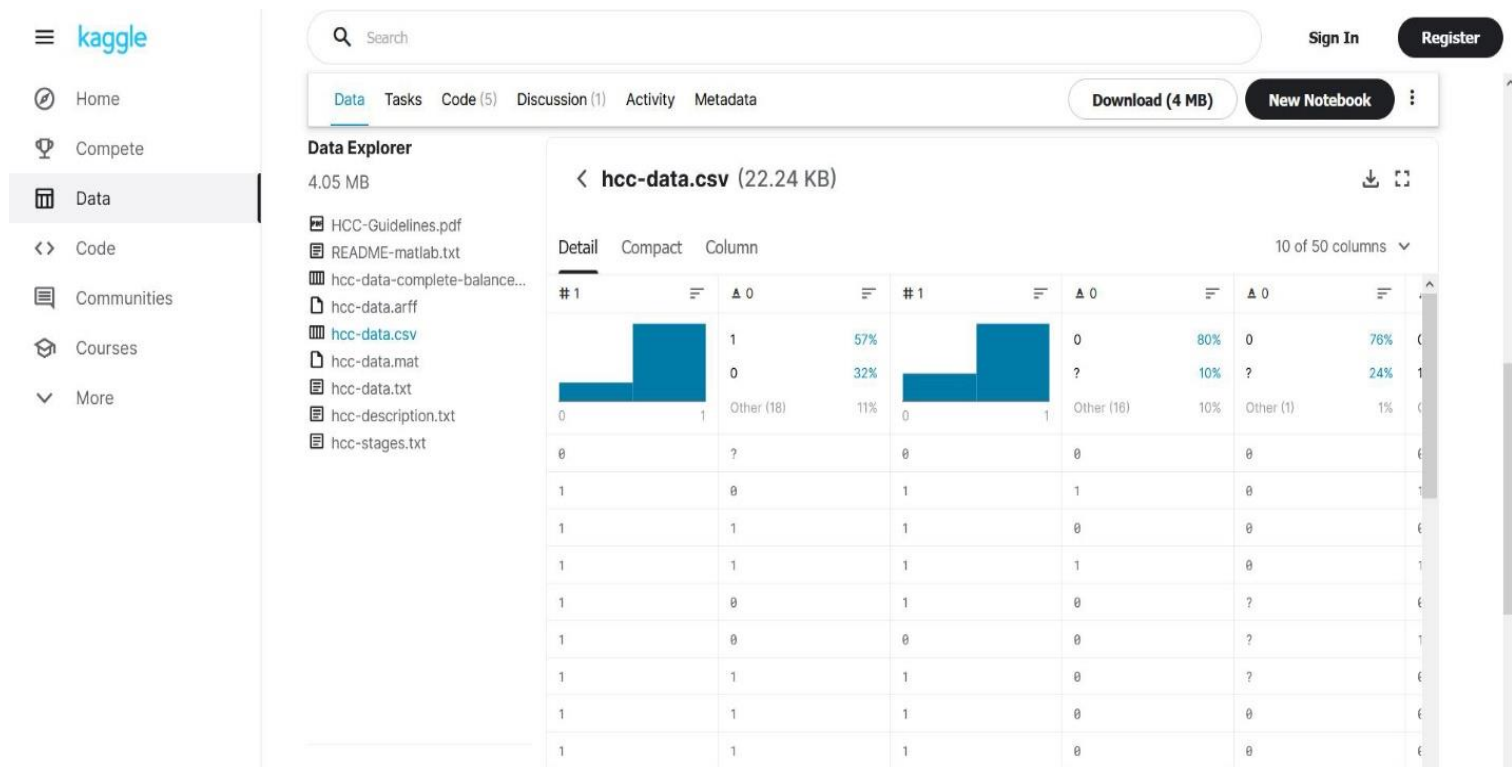 kaggle
Search
Sign In
Register
Home
Compete
Data
Code
Communities
Courses
More
Data Tasks Code (5) Discussion (1) Activity Metadata
Download (4 MB)
New Notebook
Data Explorer
4.05 MB
HCC-Guidelines.pdf
README-matlab.txt
hcc-data-complete-balance...
hcc-data.arff
hcc-data.csv
hcc-data.mat
hcc-data.txt
hcc-description.txt
hcc-stages.txt
hcc-data.csv (22.24 KB)
Detail Compact Column
10 of 50 columns
# 1 A 0 # 1 A 0 A 0
1 57% 0 80% 0 76%
0 32% ? 10% ? 24%
0 1 Other (18) 11% 0 1 Other (16) 10% Other (1) 1%
0 ? 0 0 0
1 0 1 1 0
1 1 1 0 0
1 1 1 1 0
1 0 1 0 ?
1 0 0 0 ?
1 1 1 0 ?
1 1 1 0 0
1 1 1 0 0